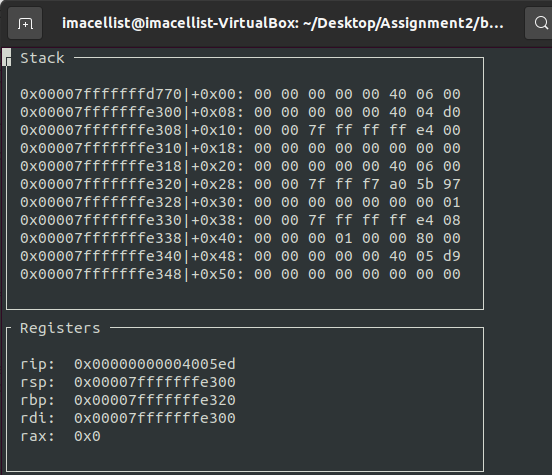 imacellist@imacellist-VirtualBox: ~/Desktop/Assignment2/b…
Stack
0x00007fffffffd770|+0x00: 00 00 00 00 00 40 06 00
0x00007fffffffe300|+0x08: 00 00 00 00 00 40 04 d0
0x00007fffffffe308|+0x10: 00 00 7f ff ff ff e4 00
0x00007fffffffe310|+0x18: 00 00 00 00 00 00 00 00
0x00007fffffffe318|+0x20: 00 00 00 00 00 40 06 00
0x00007fffffffe320|+0x28: 00 00 7f ff f7 a0 5b 97
0x00007fffffffe328|+0x30: 00 00 00 00 00 00 00 01
0x00007fffffffe330|+0x38: 00 00 7f ff ff ff e4 08
0x00007fffffffe338|+0x40: 00 00 00 01 00 00 80 00
0x00007fffffffe340|+0x48: 00 00 00 00 00 40 05 d9
0x00007fffffffe348|+0x50: 00 00 00 00 00 00 00 00
Registers
rip: 0x00000000004005ed
rsp: 0x00007fffffffe300
rbp: 0x00007fffffffe320
rdi: 0x00007fffffffe300
rax: 0x0